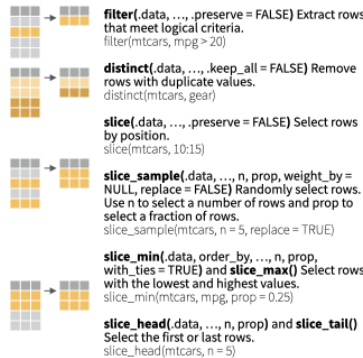 filter(.data, …, .preserve = FALSE) Extract rows
that meet logical criteria.
filter(mtcars, mpg > 20)
distinct(.data, …, .keep_all = FALSE) Remove
rows with duplicate values.
distinct(mtcars, gear)
slice(.data, …, .preserve = FALSE) Select rows
by position.
slice(mtcars, 10:15)
slice_sample(.data, …, n, prop, weight_by =
NULL, replace = FALSE) Randomly select rows.
Use n to select a number of rows and prop to
select a fraction of rows.
slice_sample(mtcars, n = 5, replace = TRUE)
slice_min(.data, order_by, …, n, prop,
with_ties = TRUE) and slice_max() Select rows
with the lowest and highest values.
slice_min(mtcars, mpg, prop = 0.25)
slice_head(.data, …, n, prop) and slice_tail()
Select the first or last rows.
slice_head(mtcars, n = 5)